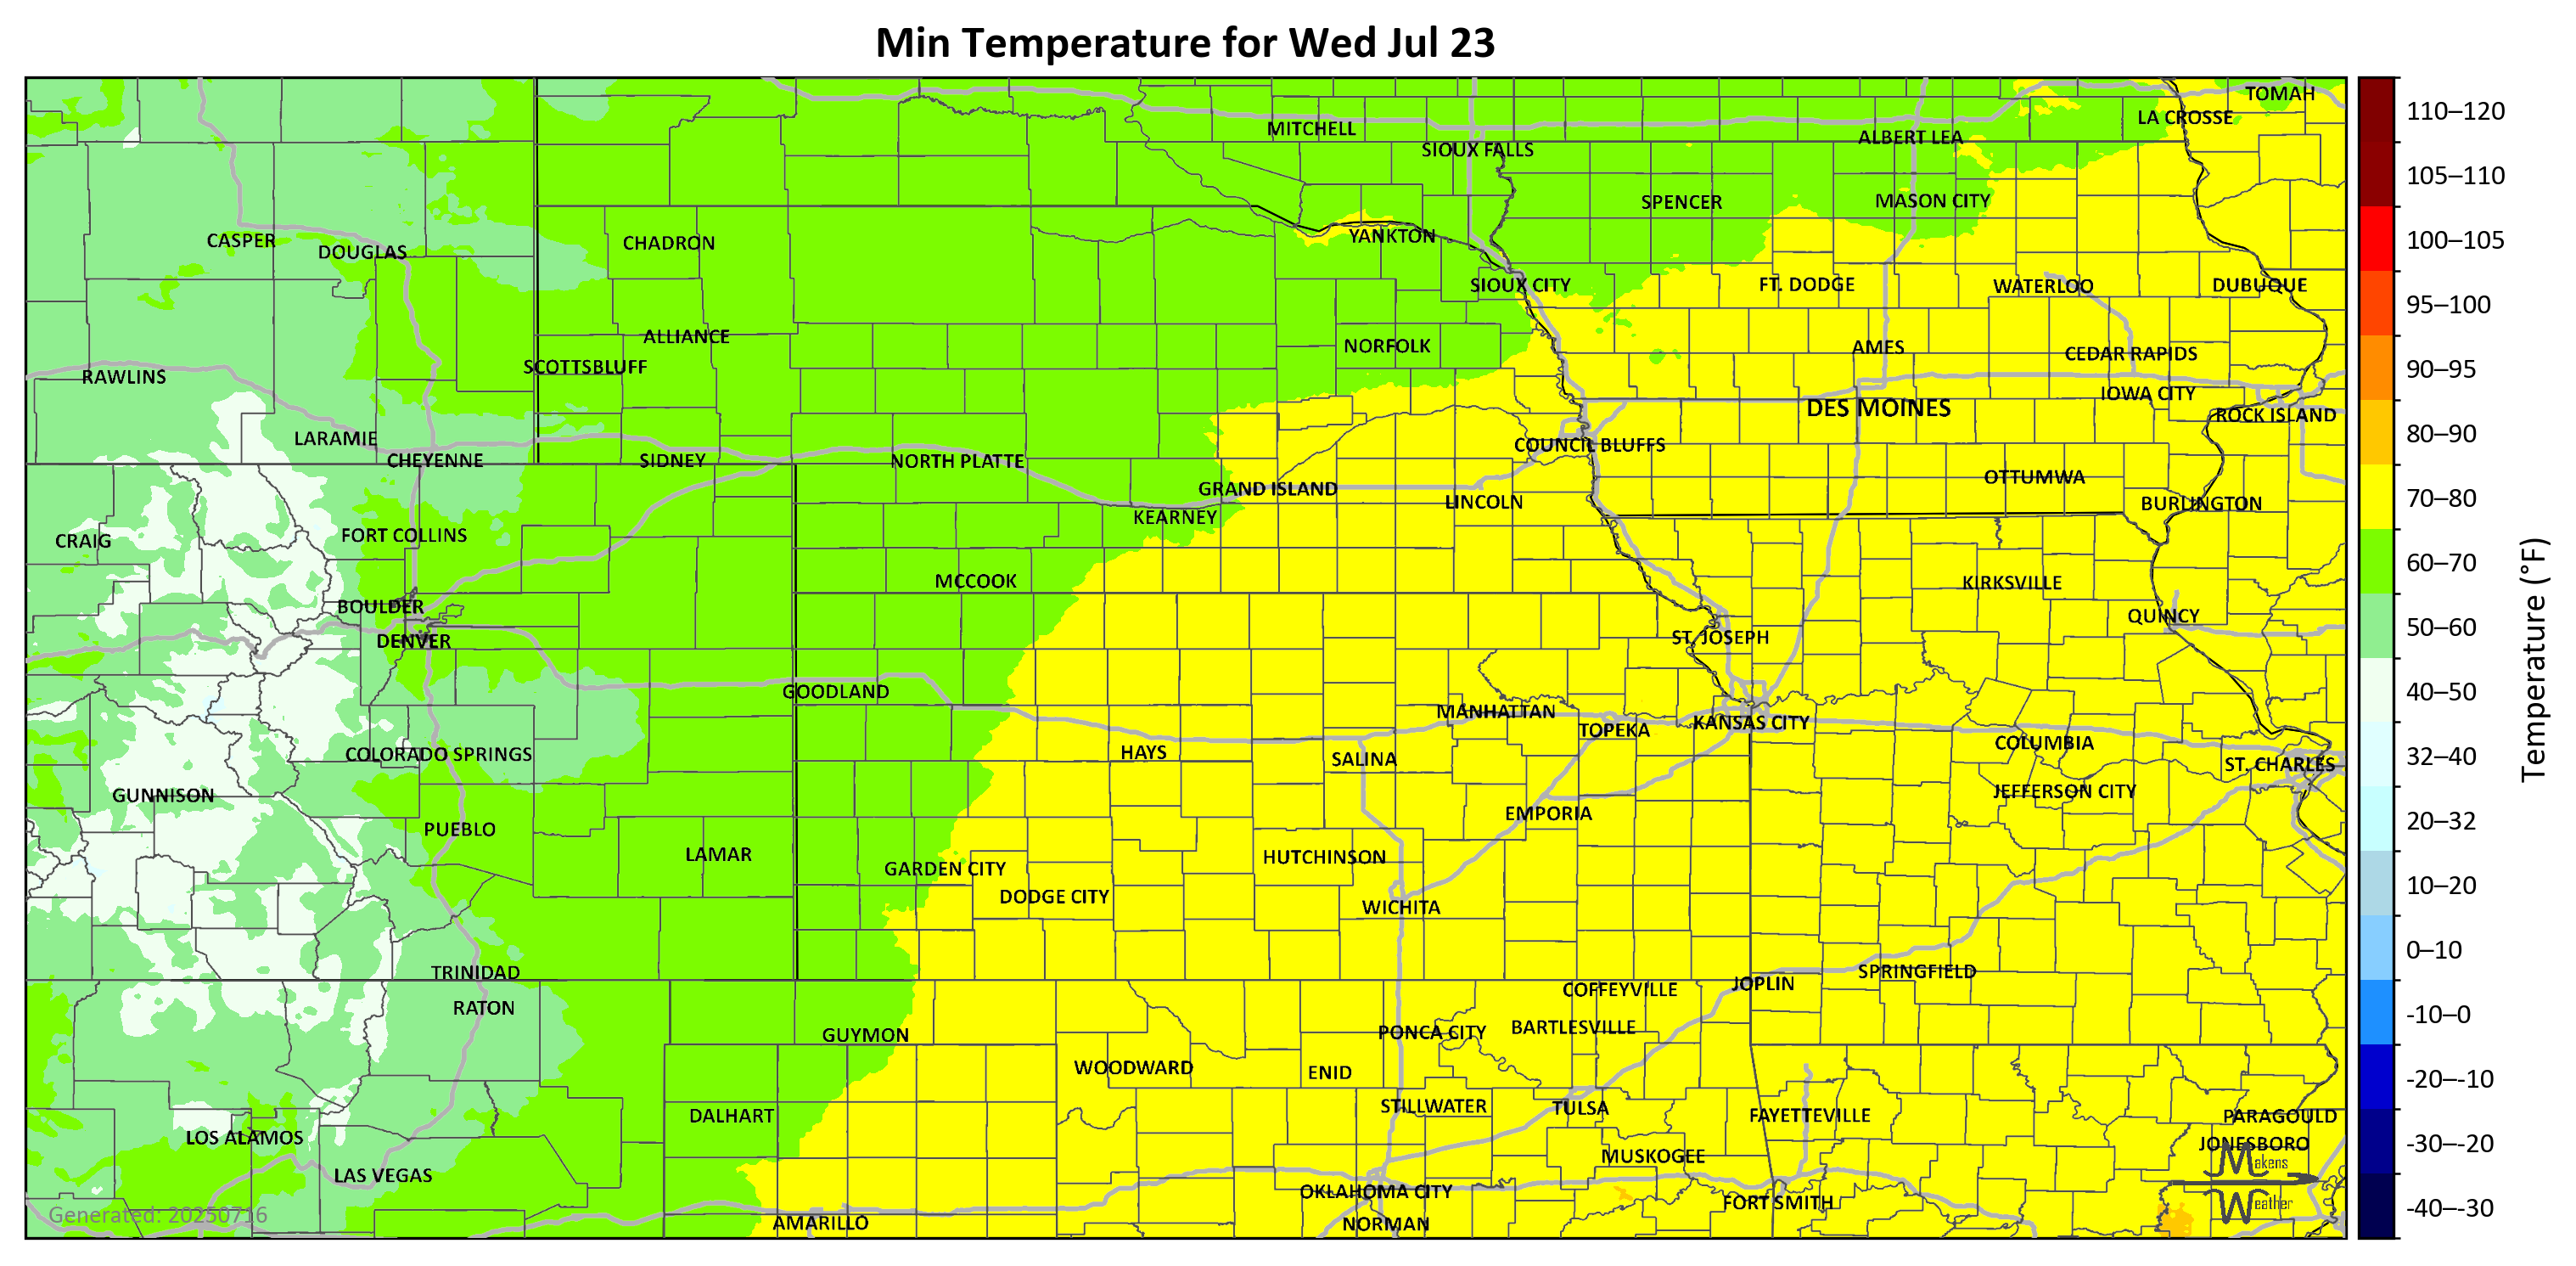 Min Temperature for Wed Jul 23
TOMAH
LA CROSSE
MITCHELL
ALBERT LEA
SIOUX FALLS
SPENCER
MASON CITY
CASPER
DOUGLAS
CHADRON
YANKTON
SIOUX CITY
FT. DODGE
WATERLOO
DUBUQUE
ALLIANCE
NORFOLK
AMES
CEDAR RAPIDS
RAWLINS
SCOTTSBLUFF
IOWA CITY
DES MOINES
ROCK ISLAND
LARAMIE
COUNCIL BLUFFS
CHEYENNE
SIDNEY
NORTH PLATTE
OTTUMWA
GRAND ISLAND
LINCOLN
BURLINGTON
KEARNEY
CRAIG
FORT COLLINS
MCCOOK
KIRKSVILLE
BOULDER
QUINCY
DENVER
ST. JOSEPH
GOODLAND
MANHATTAN
TOPEKA
KANSAS CITY
COLORADO SPRINGS
HAYS
SALINA
COLUMBIA
ST. CHARLES
GUNNISON
JEFFERSON CITY
EMPORIA
PUEBLO
LAMAR
HUTCHINSON
GARDEN CITY
DODGE CITY
WICHITA
TRINIDAD
SPRINGFIELD
JOPLIN
COFFEYVILLE
RATON
GUYMON
PONCA CITY
BARTLESVILLE
WOODWARD
ENID
STILLWATER
TULSA
DALHART
FAYETTEVILLE
PARAGOULD
LOS ALAMOS
JONESBORO
MUSKOGEE
LAS VEGAS
OKLAHOMA CITY
FORT SMITH
AMARILLO
NORMAN
Makens
Weather
Generated: 20250716
110–120
105–110
100–105
95–100
90–95
80–90
70–80
60–70
50–60
40–50
32–40
20–32
10–20
0–10
-10–0
-20–-10
-30–-20
-40–-30
Temperature (°F)